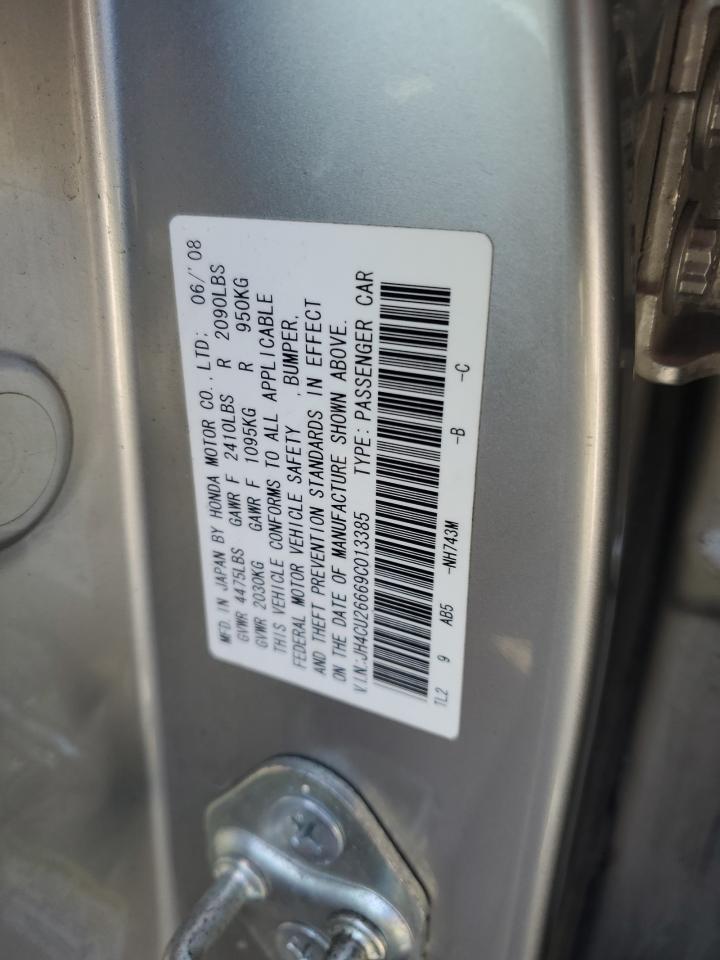 MFD. IN JAPAN BY HONDA MOTOR CO., LTD; 06/'08
GVWR 4475LBS GAWR F 2410LBS R 2090LBS
GVWR 2030KG GAWR F 1095KG R 950KG
THIS VEHICLE CONFORMS TO ALL APPLICABLE
FEDERAL MOTOR VEHICLE SAFETY , BUMPER,
AND THEFT PREVENTION STANDARDS IN EFFECT
ON THE DATE OF MANUFACTURE SHOWN ABOVE.
V.I.N:JH4CU26669C013385 TYPE: PASSENGER CAR
TL2 9 AB5 -NH743M -B -C